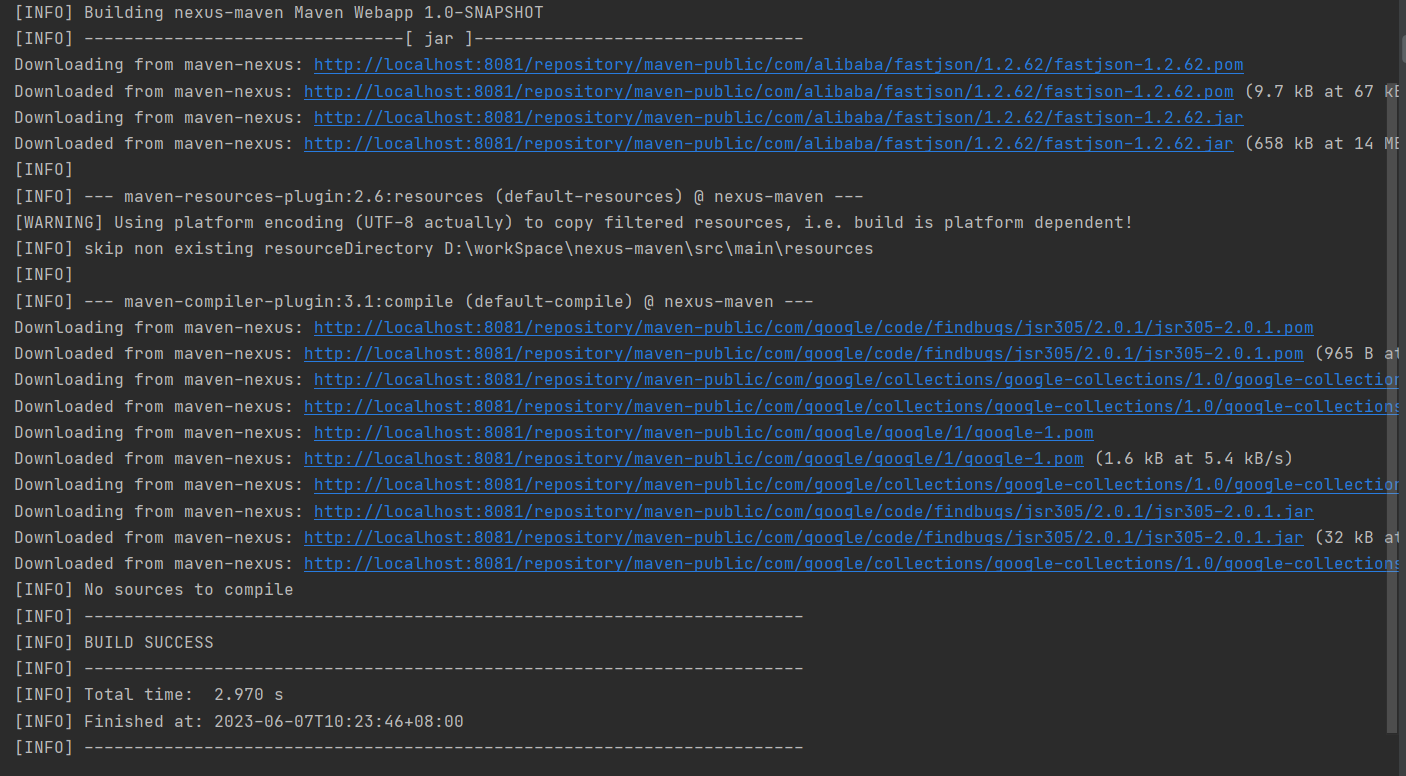 [INFO] Building nexus-maven Maven Webapp 1.0-SNAPSHOT
[INFO] --------------------------------[ jar ]---------------------------------
Downloading from maven-nexus: http://localhost:8081/repository/maven-public/com/alibaba/fastjson/1.2.62/fastjson-1.2.62.pom
Downloaded from maven-nexus: http://localhost:8081/repository/maven-public/com/alibaba/fastjson/1.2.62/fastjson-1.2.62.pom (9.7 kB at 67 kB
Downloading from maven-nexus: http://localhost:8081/repository/maven-public/com/alibaba/fastjson/1.2.62/fastjson-1.2.62.jar
Downloaded from maven-nexus: http://localhost:8081/repository/maven-public/com/alibaba/fastjson/1.2.62/fastjson-1.2.62.jar (658 kB at 14 MB
[INFO]
[INFO] --- maven-resources-plugin:2.6:resources (default-resources) @ nexus-maven ---
[WARNING] Using platform encoding (UTF-8 actually) to copy filtered resources, i.e. build is platform dependent!
[INFO] skip non existing resourceDirectory D:\workSpace\nexus-maven\src\main\resources
[INFO]
[INFO] --- maven-compiler-plugin:3.1:compile (default-compile) @ nexus-maven ---
Downloading from maven-nexus: http://localhost:8081/repository/maven-public/com/google/code/findbugs/jsr305/2.0.1/jsr305-2.0.1.pom
Downloaded from maven-nexus: http://localhost:8081/repository/maven-public/com/google/code/findbugs/jsr305/2.0.1/jsr305-2.0.1.pom (965 B at
Downloading from maven-nexus: http://localhost:8081/repository/maven-public/com/google/collections/google-collections/1.0/google-collection
Downloaded from maven-nexus: http://localhost:8081/repository/maven-public/com/google/collections/google-collections/1.0/google-collections
Downloading from maven-nexus: http://localhost:8081/repository/maven-public/com/google/google/1/google-1.pom
Downloaded from maven-nexus: http://localhost:8081/repository/maven-public/com/google/google/1/google-1.pom (1.6 kB at 5.4 kB/s)
Downloading from maven-nexus: http://localhost:8081/repository/maven-public/com/google/collections/google-collections/1.0/google-collection
Downloading from maven-nexus: http://localhost:8081/repository/maven-public/com/google/code/findbugs/jsr305/2.0.1/jsr305-2.0.1.jar
Downloaded from maven-nexus: http://localhost:8081/repository/maven-public/com/google/code/findbugs/jsr305/2.0.1/jsr305-2.0.1.jar (32 kB at
Downloaded from maven-nexus: http://localhost:8081/repository/maven-public/com/google/collections/google-collections/1.0/google-collections
[INFO] No sources to compile
[INFO] ------------------------------------------------------------------------
[INFO] BUILD SUCCESS
[INFO] ------------------------------------------------------------------------
[INFO] Total time:  2.970 s
[INFO] Finished at: 2023-06-07T10:23:46+08:00
[INFO] ------------------------------------------------------------------------